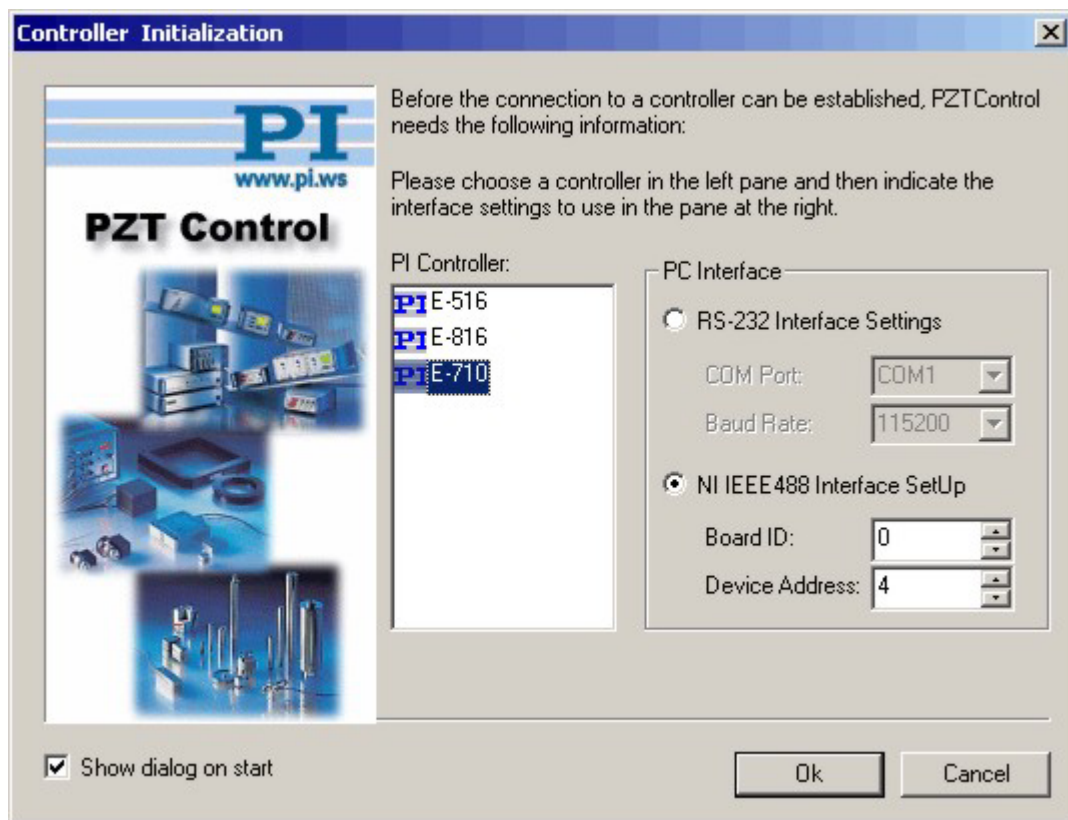 Controller Initialization
PI
www.pi.ws
PZT Control
Before the connection to a controller can be established, PZTControl
needs the following information:
Please choose a controller in the left pane and then indicate the
interface settings to use in the pane at the right.
PI Controller:
PI E-516
PI E-816
PI E-710
PC Interface
RS-232 Interface Settings
COM Port: COM1
Baud Rate: 115200
NI IEEE488 Interface SetUp
Board ID: 0
Device Address: 4
Show dialog on start
Ok
Cancel